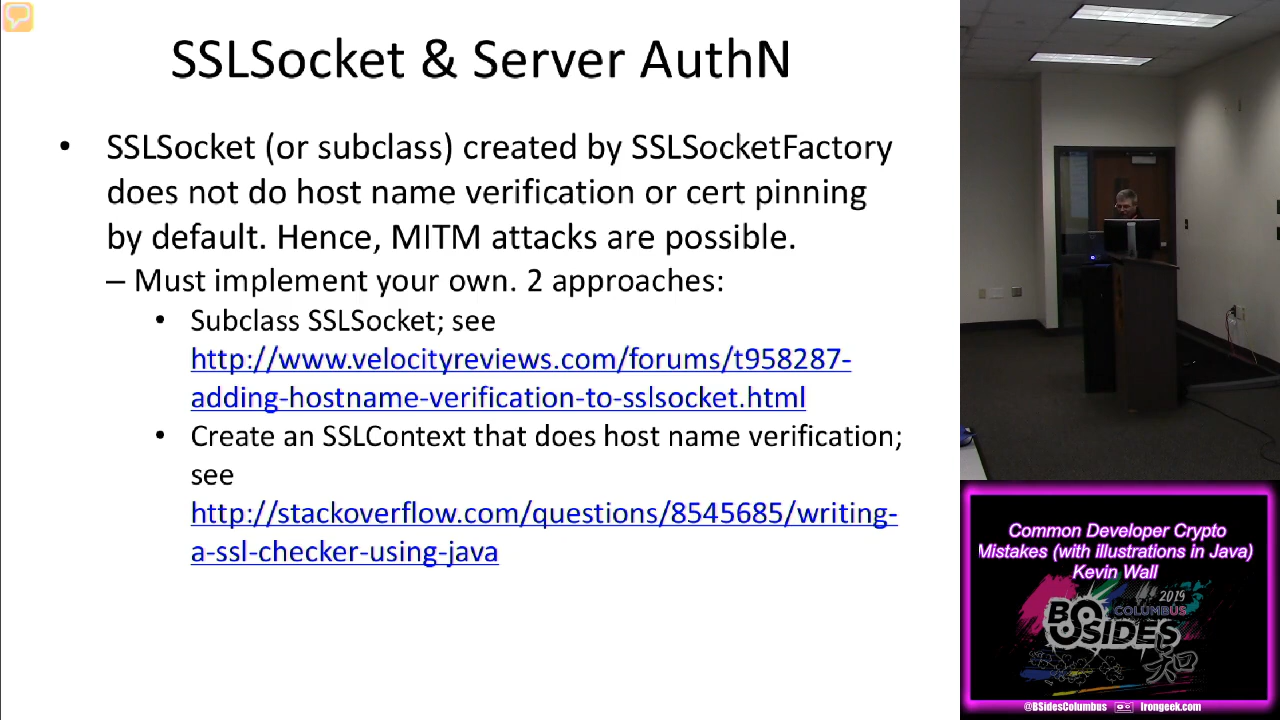 SSLSocket & Server AuthN
• SSLSocket (or subclass) created by SSLSocketFactory
does not do host name verification or cert pinning
by default. Hence, MITM attacks are possible.
– Must implement your own. 2 approaches:
• Subclass SSLSocket; see
http://www.velocityreviews.com/forums/t958287-
adding-hostname-verification-to-sslsocket.html
• Create an SSLContext that does host name verification;
see
http://stackoverflow.com/questions/8545685/writing-
a-ssl-checker-using-java
Common Developer Crypto
Mistakes (with illustrations in Java)
Kevin Wall
2019
COLUMBUS
BSIDES
@BSidesColumbus
Irongeek.com